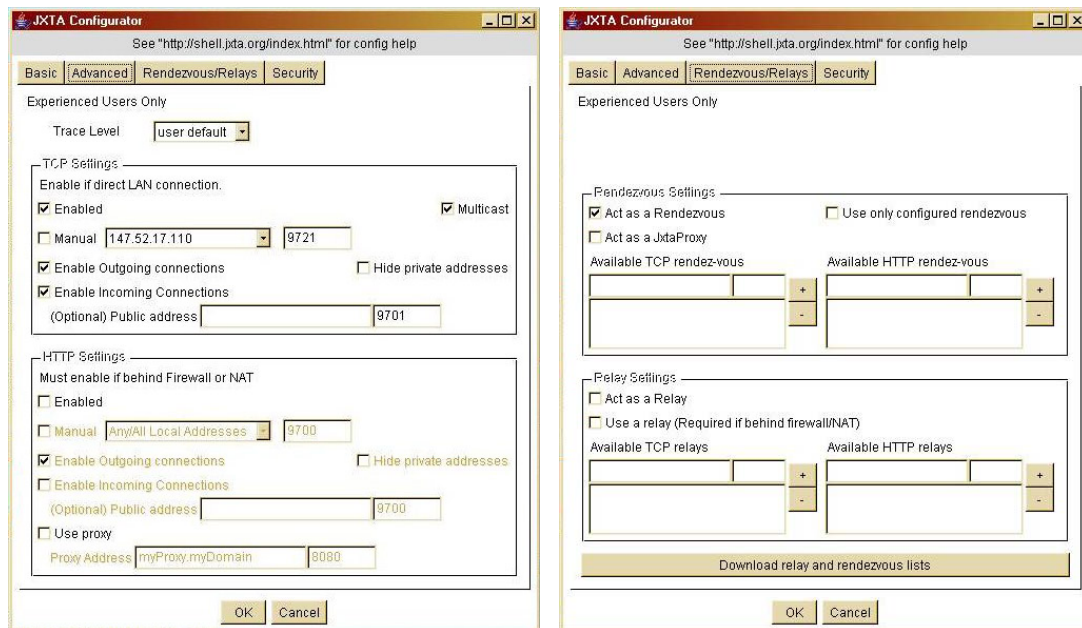 JXTA Configurator
See "http://shell.jxta.org/index.html" for config help
Basic Advanced Rendezvous/Relays Security
Experienced Users Only
Trace Level user default
TCP Settings
Enable if direct LAN connection.
Enabled Multicast
Manual 147.52.17.110 9721
Enable Outgoing connections Hide private addresses
Enable Incoming Connections
(Optional) Public address 9701
HTTP Settings
Must enable if behind Firewall or NAT
Enabled
Manual Any/All Local Addresses 9700
Enable Outgoing connections Hide private addresses
Enable Incoming Connections
(Optional) Public address 9700
Use proxy
Proxy Address myProxy.myDomain 8080
OK Cancel
JXTA Configurator
See "http://shell.jxta.org/index.html" for config help
Basic Advanced Rendezvous/Relays Security
Experienced Users Only
Rendezvous Settings
Act as a Rendezvous Use only configured rendezvous
Act as a JxtaProxy
Available TCP rendez-vous Available HTTP rendez-vous
+ +
- -
Relay Settings
Act as a Relay
Use a relay (Required if behind firewall/NAT)
Available TCP relays Available HTTP relays
+ +
- -
Download relay and rendezvous lists
OK Cancel